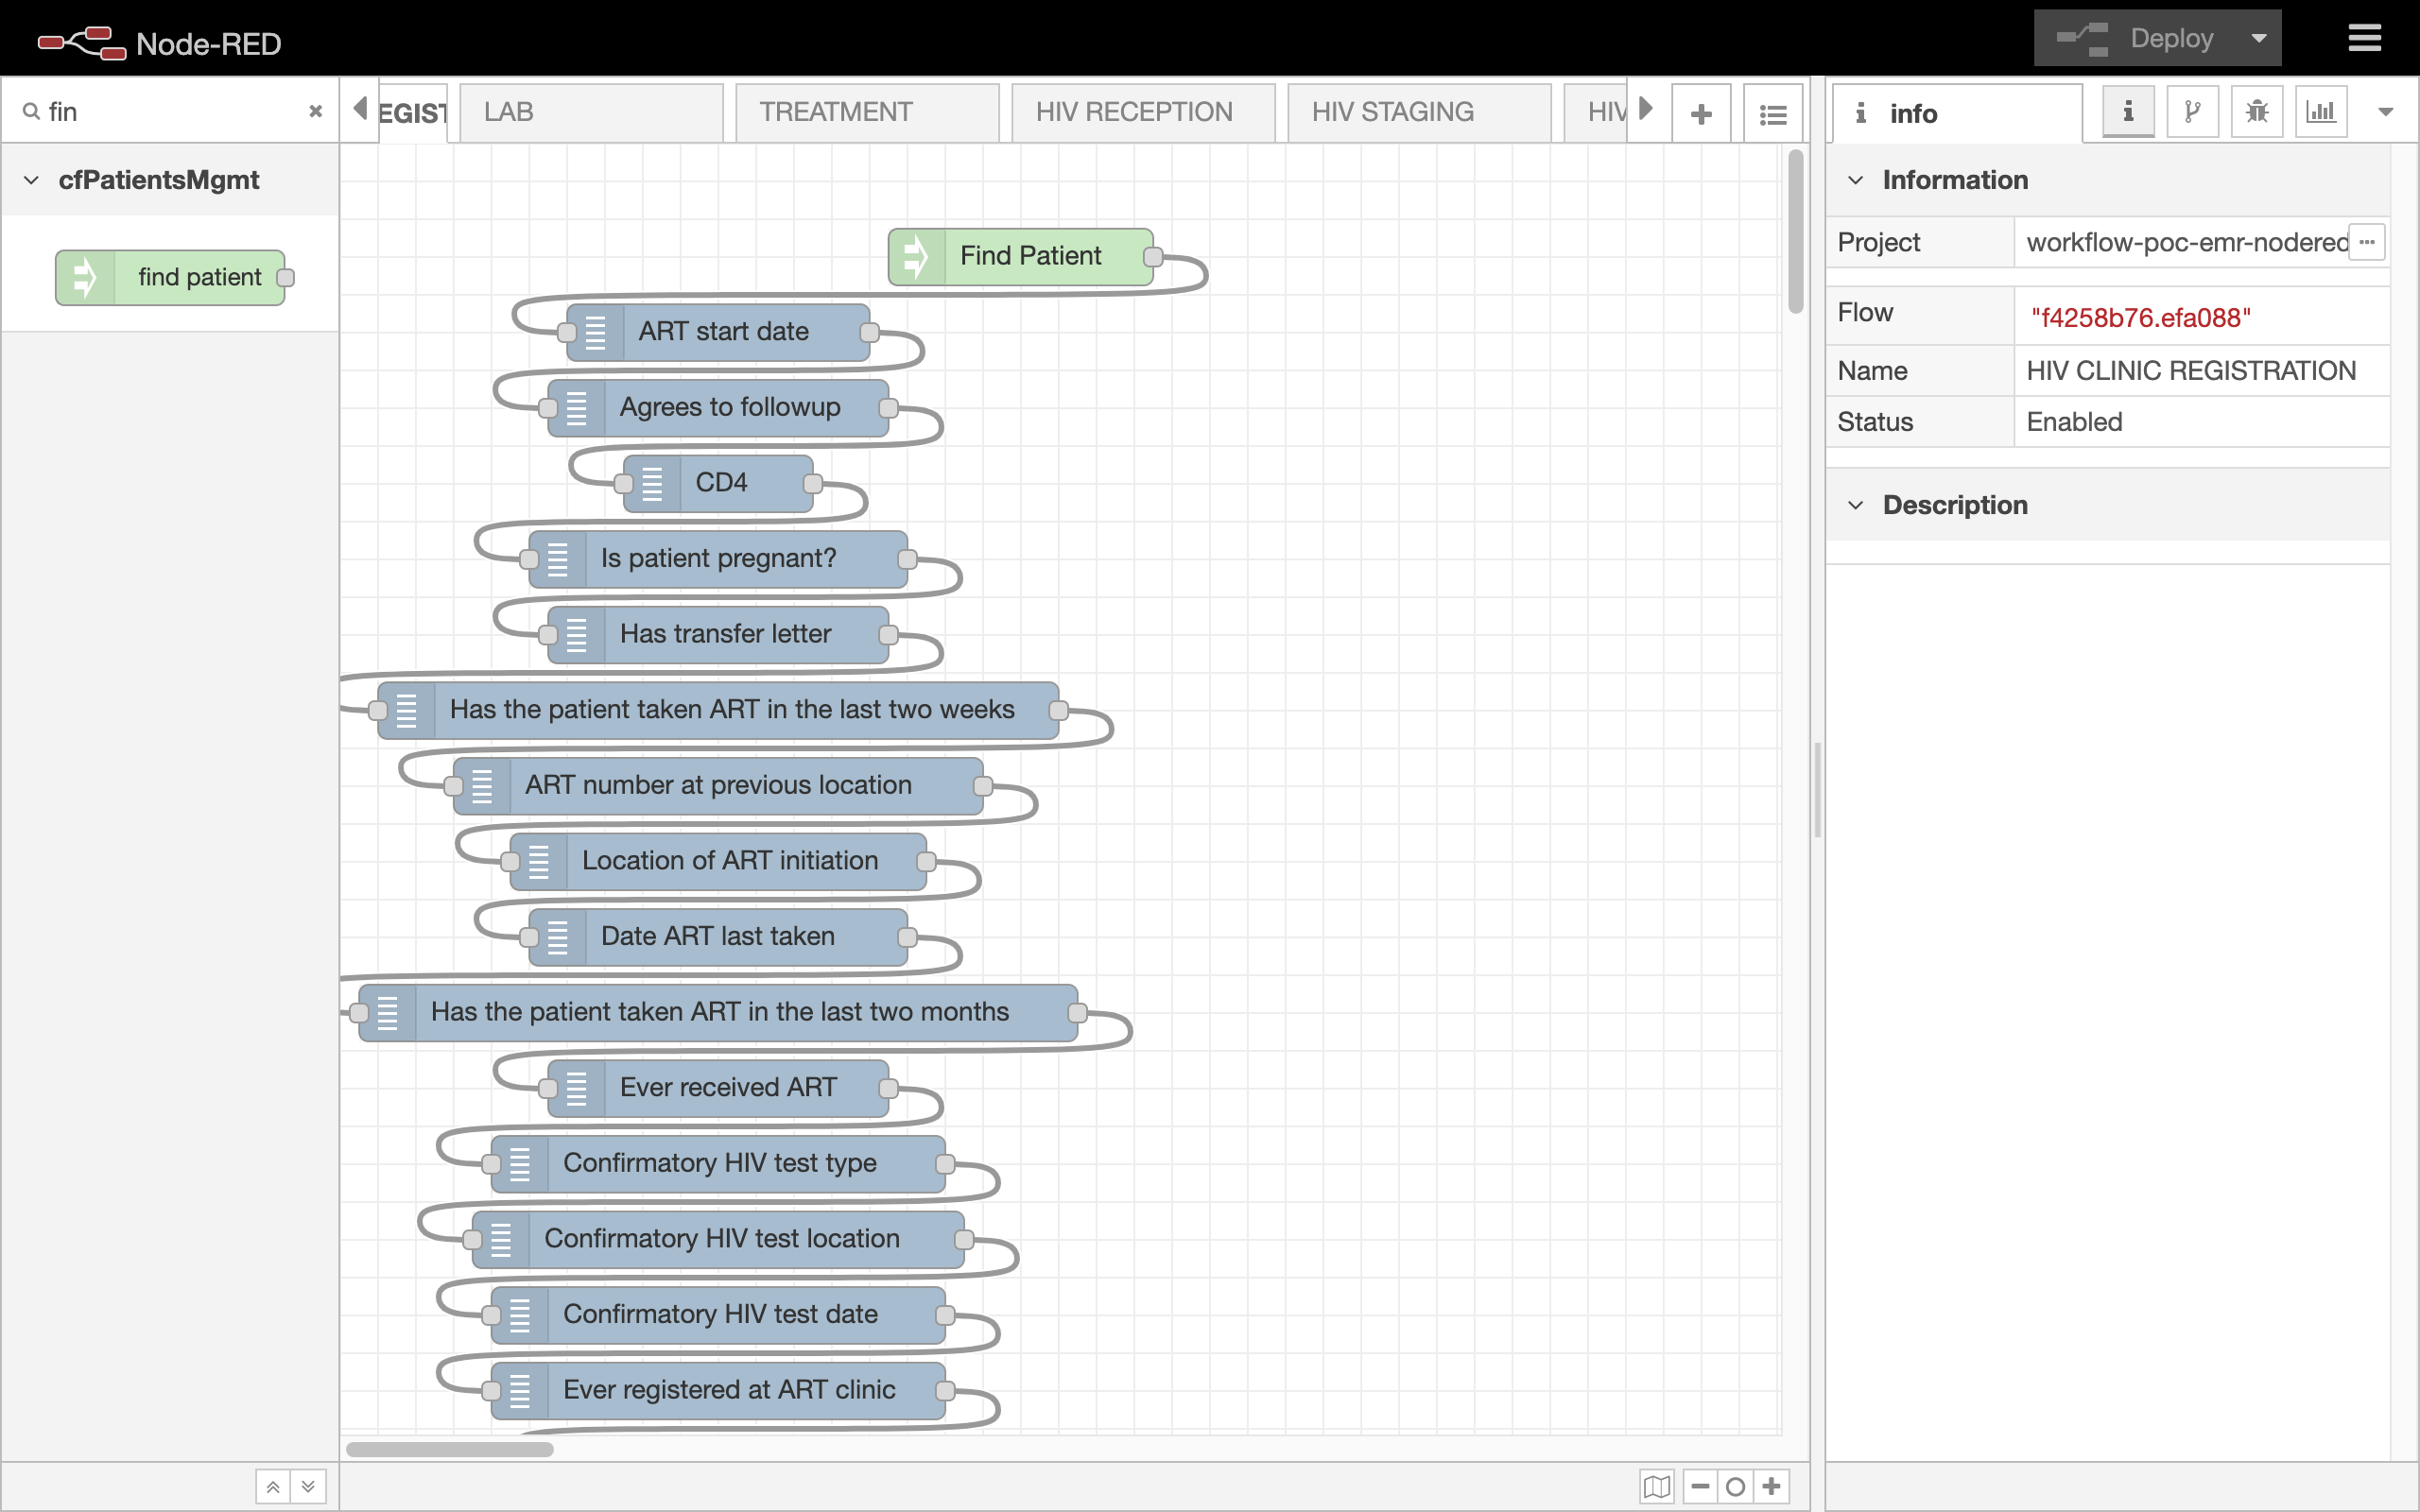 Node-RED
Deploy
fin
EGIST
LAB
TREATMENT
HIV RECEPTION
HIV STAGING
HIV
info
cfPatientsMgmt
find patient
Find Patient
ART start date
Agrees to followup
CD4
Is patient pregnant?
Has transfer letter
Has the patient taken ART in the last two weeks
ART number at previous location
Location of ART initiation
Date ART last taken
Has the patient taken ART in the last two months
Ever received ART
Confirmatory HIV test type
Confirmatory HIV test location
Confirmatory HIV test date
Ever registered at ART clinic
Information
Project workflow-poc-emr-nodered ...
Flow "f4258b76.efa088"
Name HIV CLINIC REGISTRATION
Status Enabled
Description